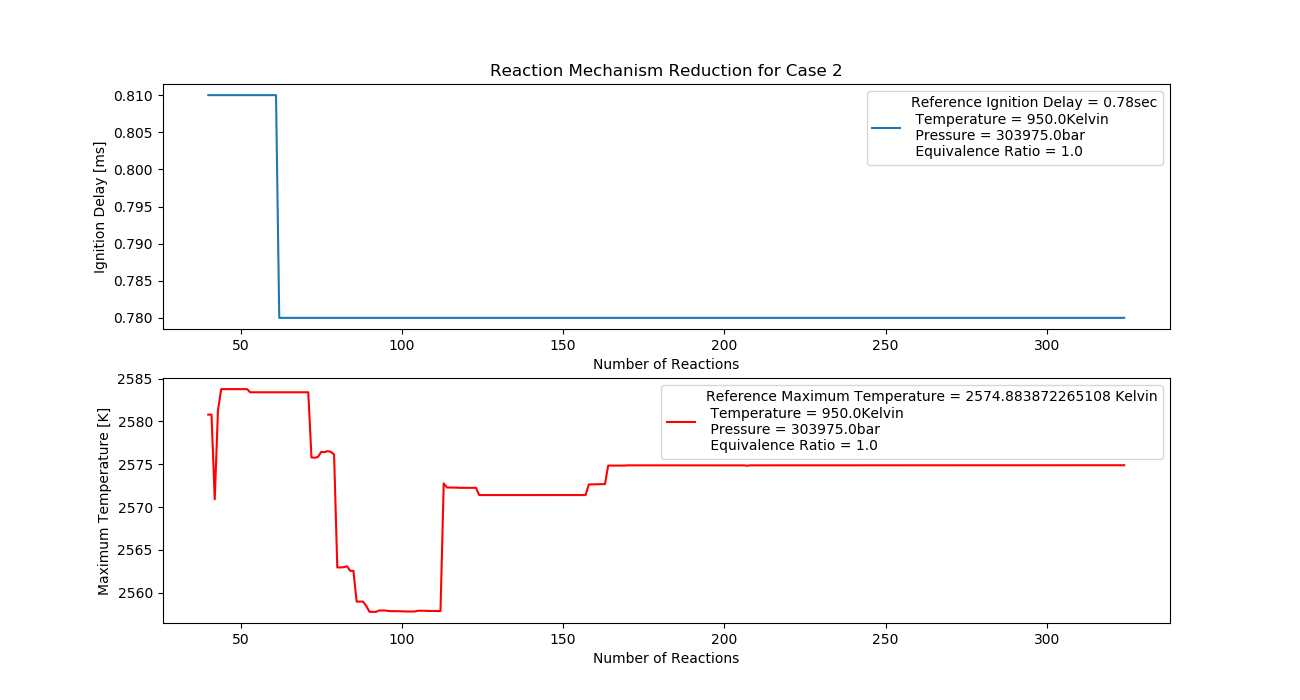 Reaction Mechanism Reduction for Case 2
Ignition Delay [ms]
0.810
0.805
0.800
0.795
0.790
0.785
0.780
Reference Ignition Delay = 0.78sec
Temperature = 950.0Kelvin
Pressure = 303975.0bar
Equivalence Ratio = 1.0
50 100 150 200 250 300
Number of Reactions
Maximum Temperature [K]
2585
2580
2575
2570
2565
2560
Reference Maximum Temperature = 2574.883872265108 Kelvin
Temperature = 950.0Kelvin
Pressure = 303975.0bar
Equivalence Ratio = 1.0
50 100 150 200 250 300
Number of Reactions